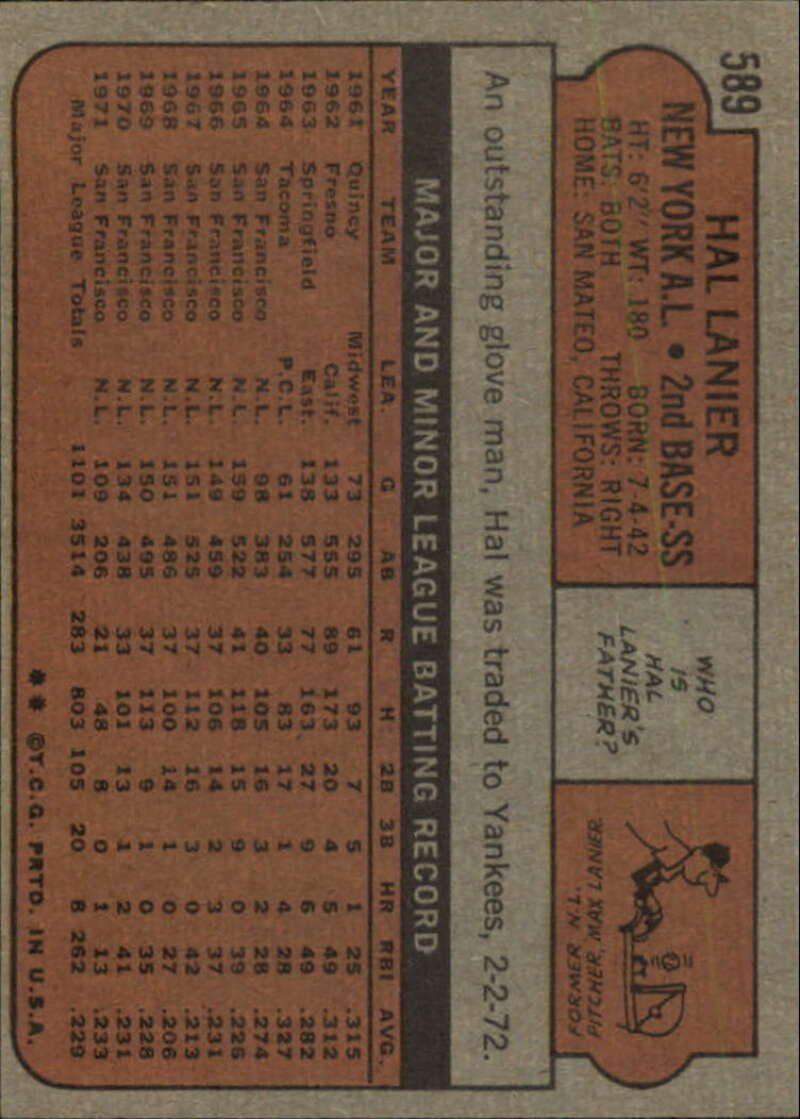 589
HAL LANIER
NEW YORK A.L. • 2nd BASE-SS
HT: 6'2" WT: 180 BORN: 7-4-42
BATS: BOTH THROWS: RIGHT
HOME: SAN MATEO, CALIFORNIA
WHO
IS
HAL
LANIER'S
FATHER?
FORMER N.L.
PITCHER, MAX LANIER
An outstanding glove man, Hal was traded to Yankees, 2-2-72.
MAJOR AND MINOR LEAGUE BATTING RECORD
YEAR TEAM LEA. G AB R H 2B 3B HR RBI AVG.
1961 Quincy Midwest 73 295 61 93 7 5 1 25 .315
1962 Fresno Calif. 133 555 89 173 20 4 5 49 .312
1963 Springfield East. 138 577 77 163 27 9 6 49 .282
1964 Tacoma P.C.L. 61 254 33 83 17 1 4 28 .327
1964 San Francisco N.L. 98 383 40 105 16 3 2 28 .274
1965 San Francisco N.L. 159 522 41 118 15 9 0 39 .226
1966 San Francisco N.L. 149 459 37 106 14 2 3 37 .231
1967 San Francisco N.L. 151 525 37 112 16 3 0 42 .213
1968 San Francisco N.L. 151 486 37 100 14 1 0 27 .206
1969 San Francisco N.L. 150 495 37 113 9 1 0 35 .228
1970 San Francisco N.L. 134 438 33 101 13 1 2 41 .231
1971 San Francisco N.L. 109 206 21 48 8 0 1 13 .233
Major League Totals 1101 3514 283 803 105 20 8 262 .229
** ©T.C.G. PRTD. IN U.S.A.